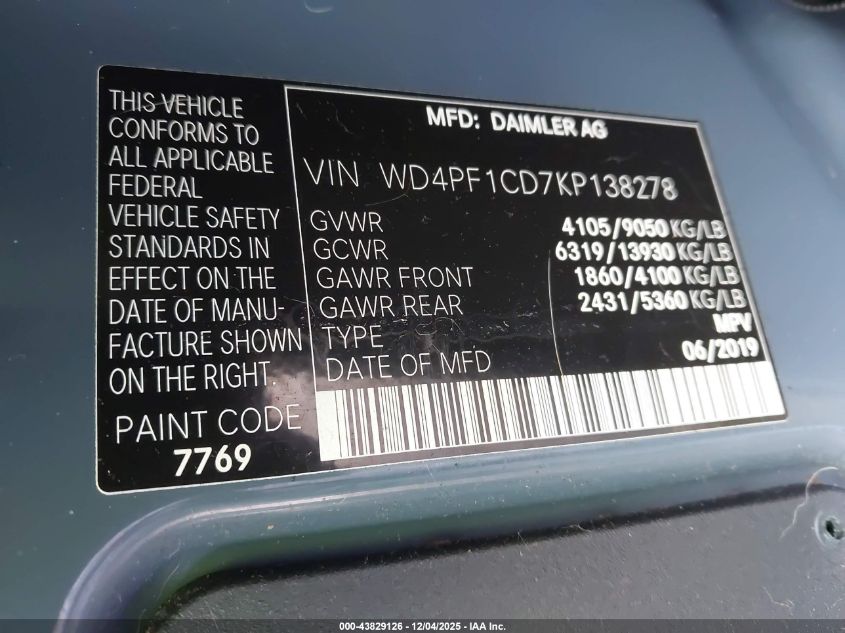 THIS VEHICLE
CONFORMS TO
ALL APPLICABLE
FEDERAL
VEHICLE SAFETY
STANDARDS IN
EFFECT ON THE
DATE OF MANU-
FACTURE SHOWN
ON THE RIGHT.
PAINT CODE
7769
MFD: DAIMLER AG
VIN WD4PF1CD7KP138278
GVWR 4105/9050 KG/LB
GCWR 6319/13930 KG/LB
GAWR FRONT 1860/4100 KG/LB
GAWR REAR 2431/5360 KG/LB
TYPE MPV
DATE OF MFD 06/2019
000-43829126 - 12/04/2025 - IAA Inc.